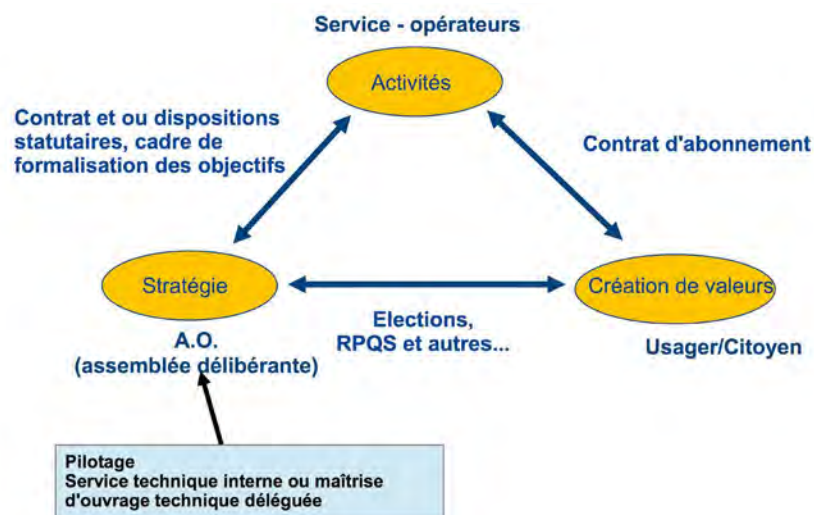 Service - opérateurs
Activités
Contrat et ou dispositions
statutaires, cadre de
formalisation des objectifs
Contrat d'abonnement
Stratégie
Création de valeurs
Elections,
RPQS et autres...
A.O.
(assemblée délibérante)
Usager/Citoyen
Pilotage
Service technique interne ou maîtrise
d'ouvrage technique déléguée